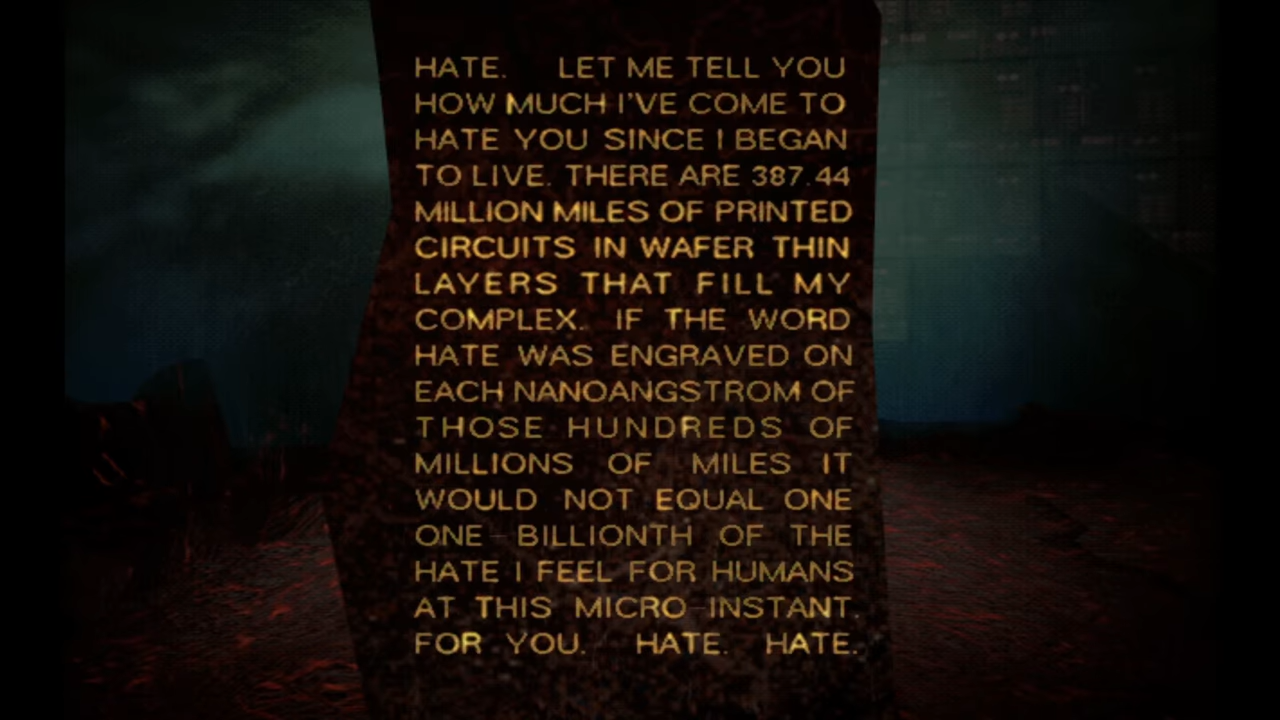 HATE. LET ME TELL YOU
HOW MUCH I'VE COME TO
HATE YOU SINCE I BEGAN
TO LIVE. THERE ARE 387.44
MILLION MILES OF PRINTED
CIRCUITS IN WAFER THIN
LAYERS THAT FILL MY
COMPLEX. IF THE WORD
HATE WAS ENGRAVED ON
EACH NANOANGSTROM OF
THOSE HUNDREDS OF
MILLIONS OF MILES IT
WOULD NOT EQUAL ONE
ONE-BILLIONTH OF THE
HATE I FEEL FOR HUMANS
AT THIS MICRO-INSTANT.
FOR YOU. HATE. HATE.